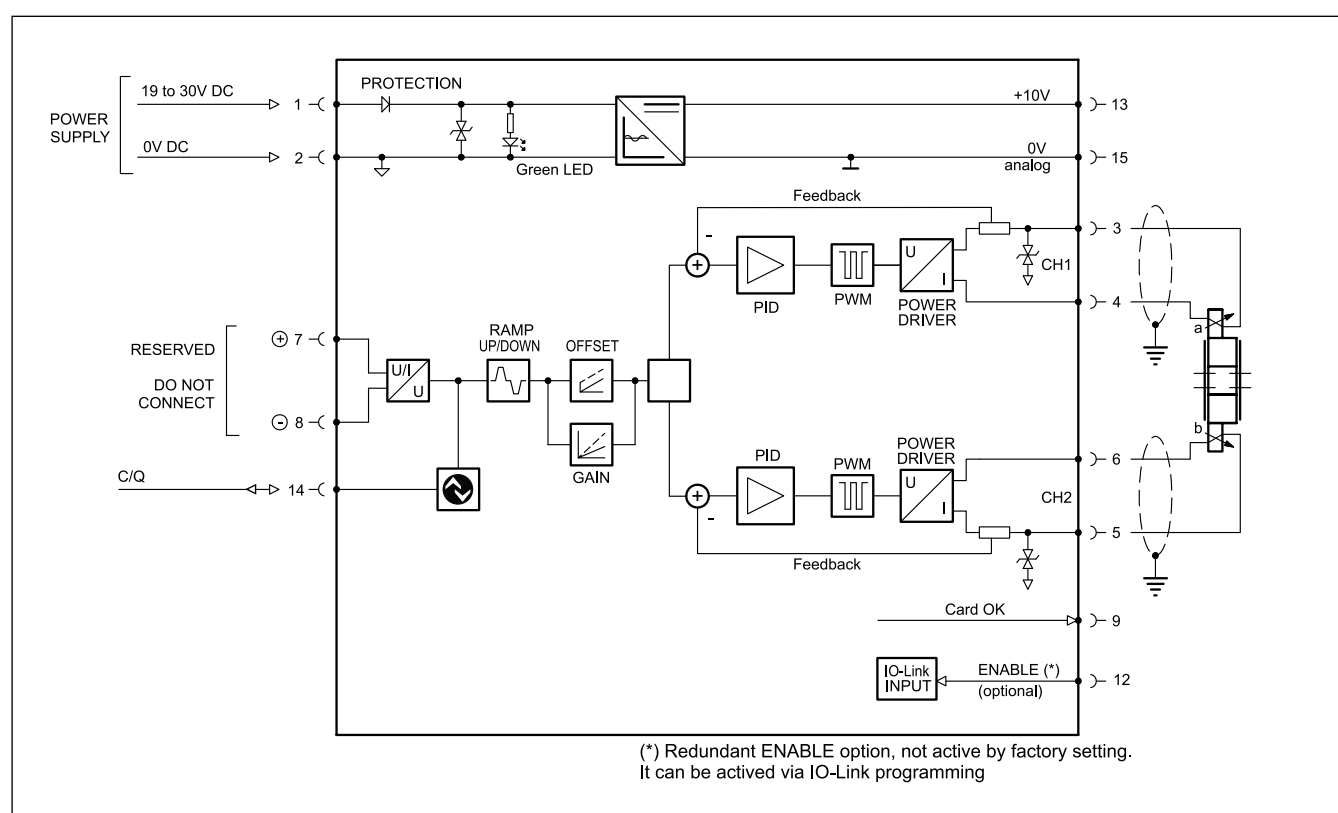 PROTECTION
19 to 30V DC
1
POWER
SUPPLY
0V DC
2
Green LED
+10V
13
0V
analog
15
Feedback
-
+
PID
PWM
U
I
POWER
DRIVER
CH1
3
4
a
RESERVED
DO NOT
CONNECT
+ 7
- 8
U/I
U
RAMP
UP/DOWN
OFFSET
GAIN
C/Q
14
b
+
-
PID
PWM
POWER
DRIVER
U
I
CH2
6
5
Feedback
Card OK
9
IO-Link
INPUT
ENABLE (*)
(optional)
12
(*) Redundant ENABLE option, not active by factory setting.
It can be actived via IO-Link programming